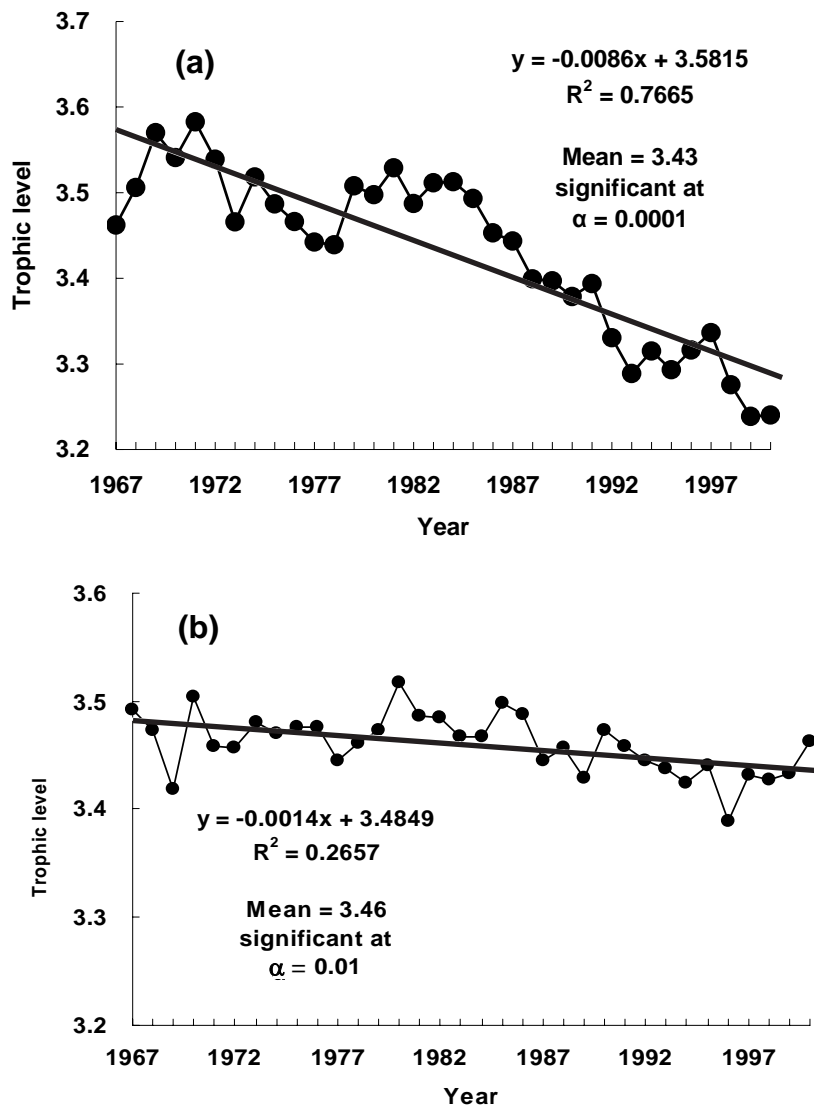 3.7
(a)
y = -0.0086x + 3.5815
R² = 0.7665
3.6
Mean = 3.43
significant at
α = 0.0001
3.5
Trophic level
3.4
3.3
3.2
1967 1972 1977 1982 1987 1992 1997
Year
3.6
(b)
3.5
3.4
y = -0.0014x + 3.4849
R² = 0.2657
Trophic level
3.3
Mean = 3.46
significant at
α = 0.01
3.2
1967 1972 1977 1982 1987 1992 1997
Year